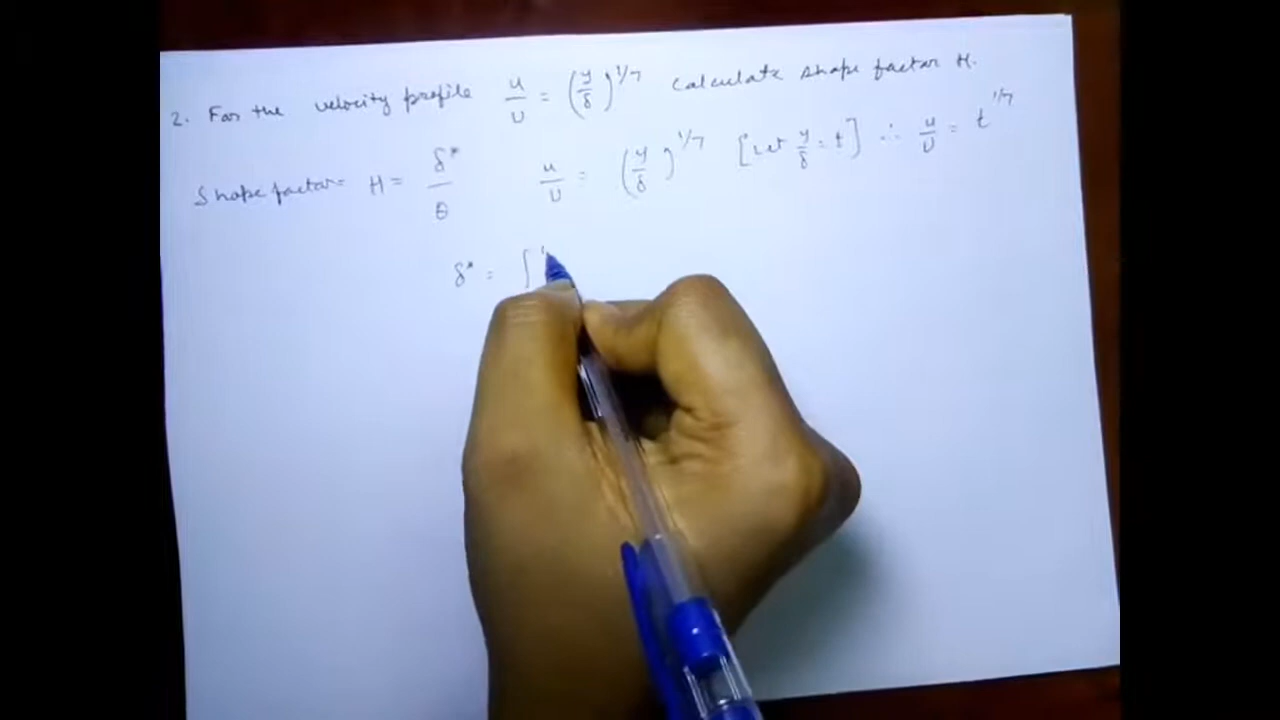 2. For the velocity profile u/U = (y/δ)^1/7 calculate shape factor H.
Shape factor = H = δ*/θ u/U = (y/δ)^1/7 [Let y/δ = t] ∴ u/U = t^1/7
δ* = ∫